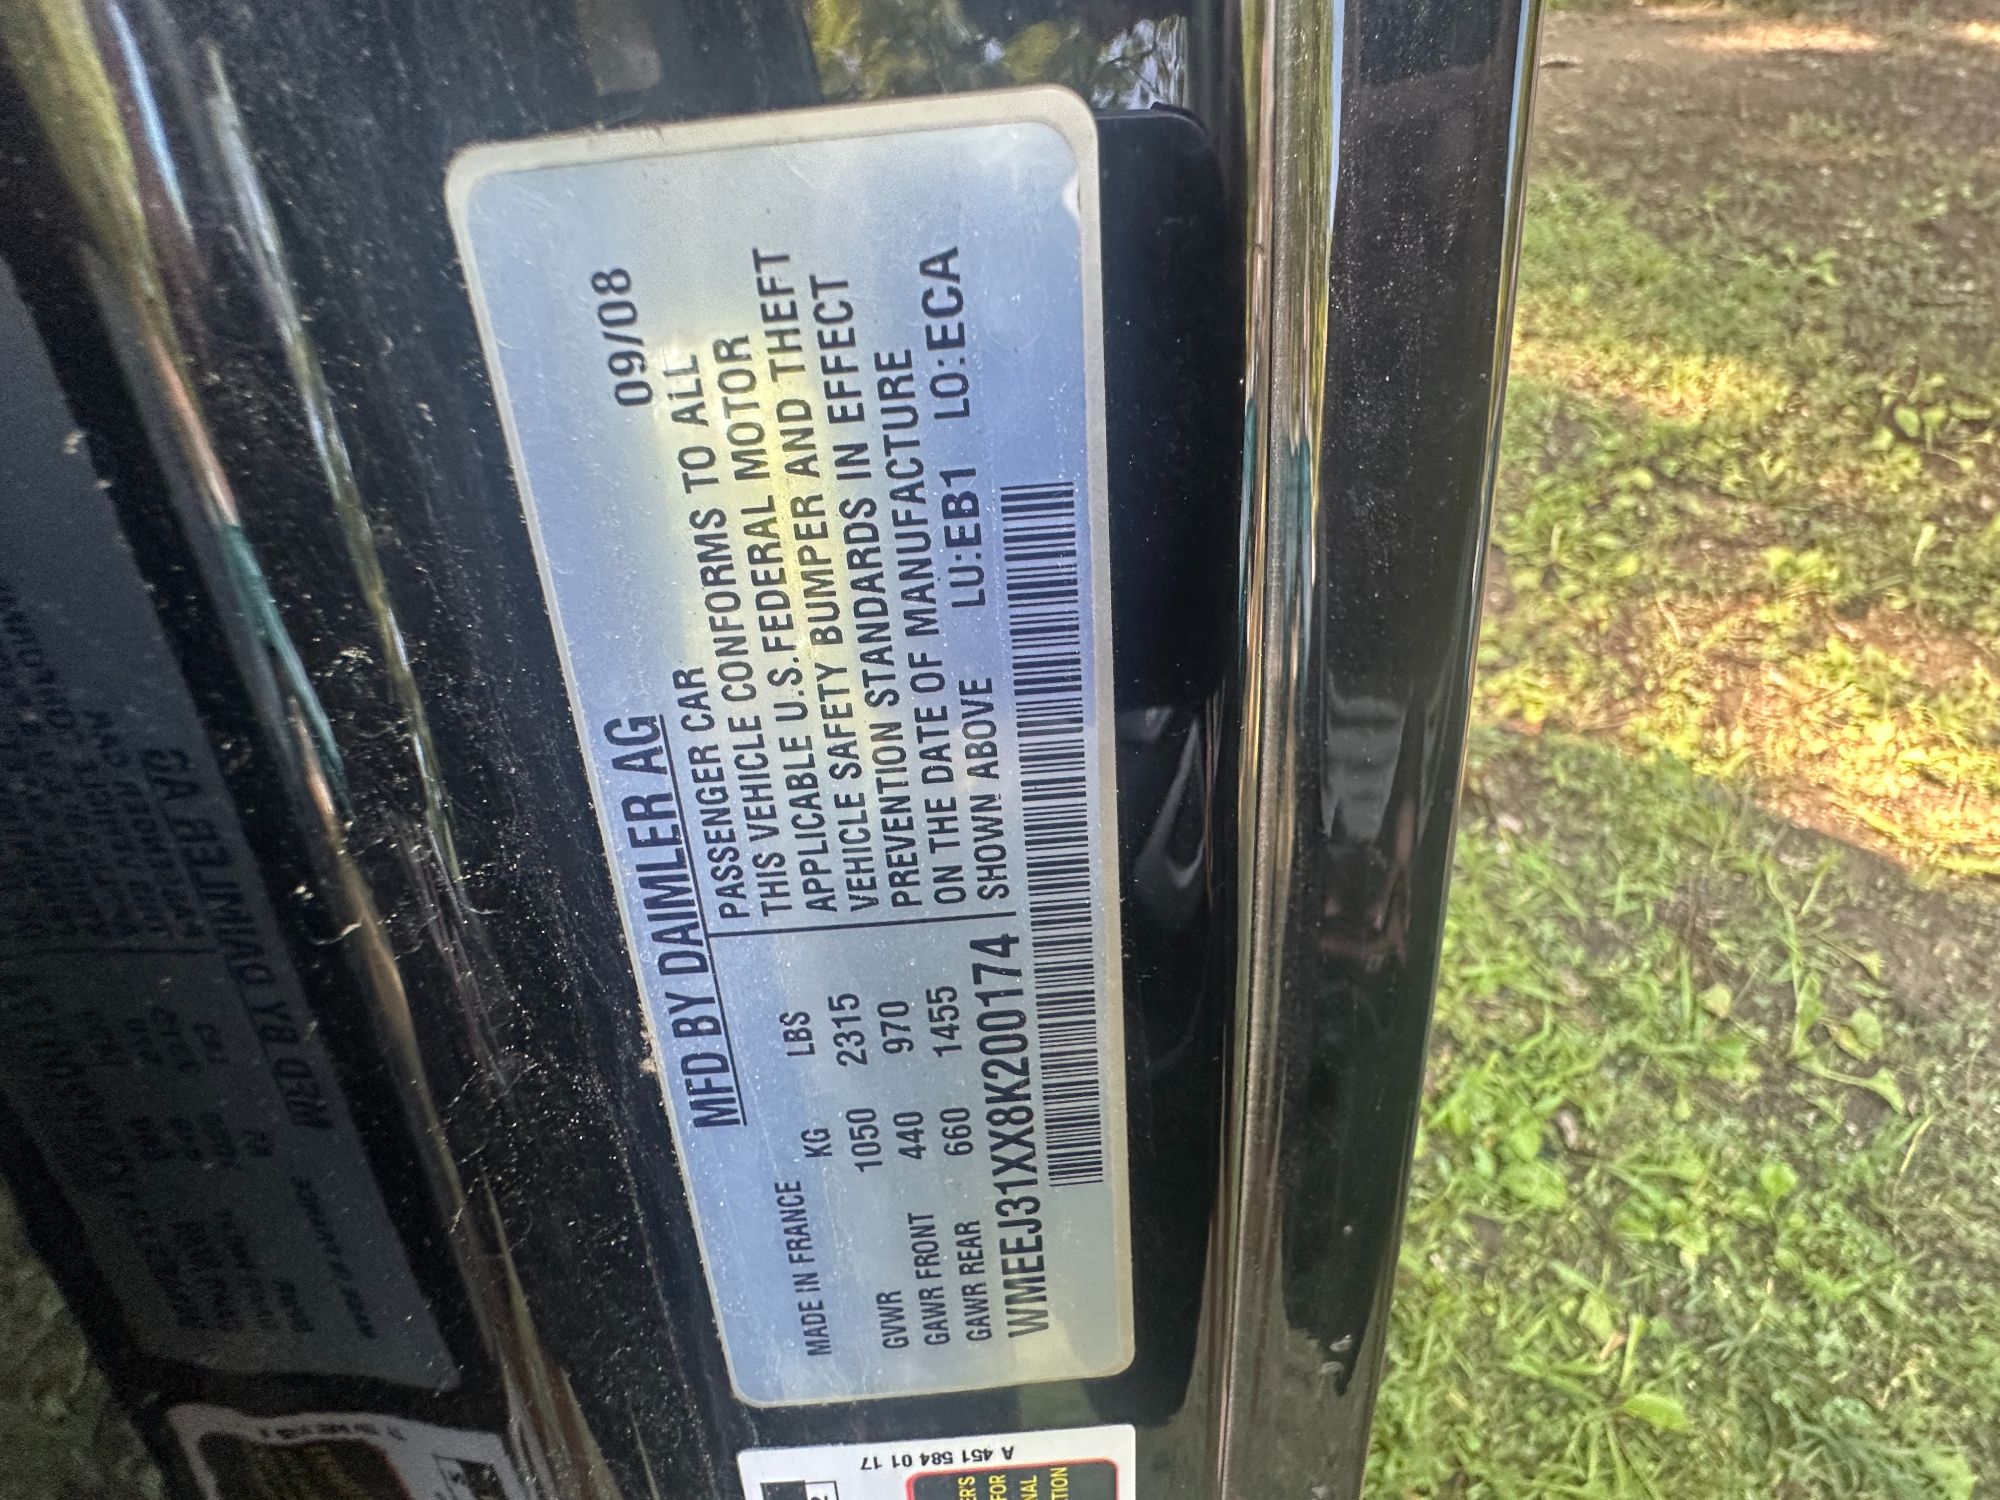 MFD BY DAIMLER AG 09/08
MADE IN FRANCE
PASSENGER CAR
KG LBS
THIS VEHICLE CONFORMS TO ALL
APPLICABLE U.S.FEDERAL MOTOR
VEHICLE SAFETY BUMPER AND THEFT
PREVENTION STANDARDS IN EFFECT
ON THE DATE OF MANUFACTURE
SHOWN ABOVE
GVWR 1050 2315
GAWR FRONT 440 970
GAWR REAR 660 1455
WMEEJ31XX8K200174
LU:EB1 LO:ECA
A 451 584 01 17